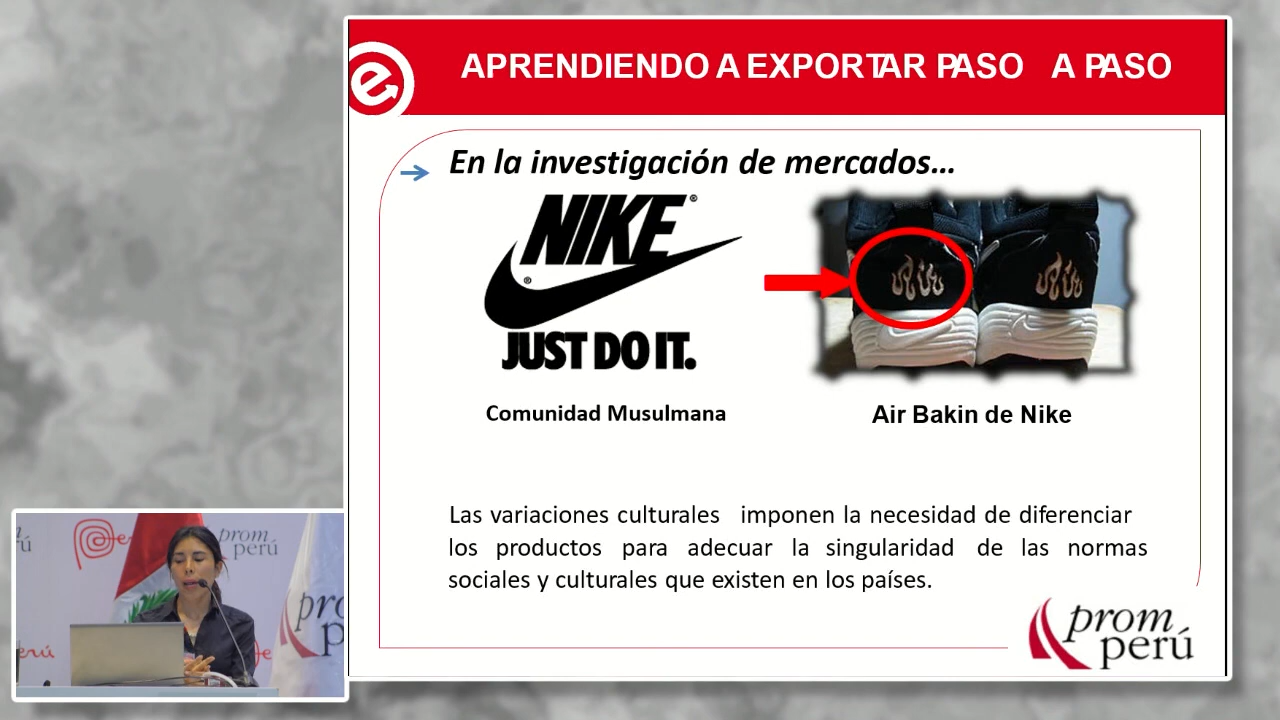 APRENDIENDO A EXPORTAR PASO A PASO
e
En la investigación de mercados...
NIKE®
®
JUST DO IT.
Comunidad Musulmana
Air Bakin de Nike
Las variaciones culturales imponen la necesidad de diferenciar
los productos para adecuar la singularidad de las normas
sociales y culturales que existen en los países.
prom
perú
prom
perú